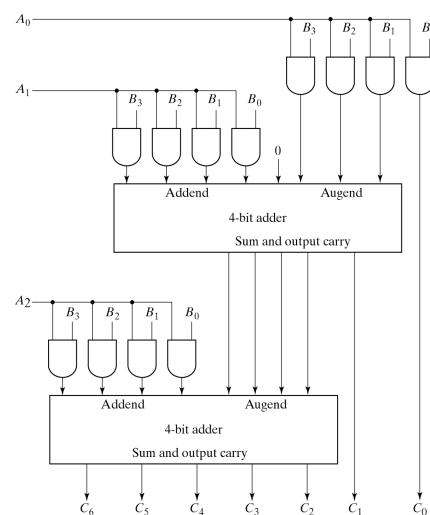 A₀
B₃ B₂ B₁ B
A₁
B₃ B₂ B₁ B₀
0
Addend Augend
4-bit adder
Sum and output carry
A₂
B₃ B₂ B₁ B₀
Addend Augend
4-bit adder
Sum and output carry
C₆ C₅ C₄ C₃ C₂ C₁ C₀